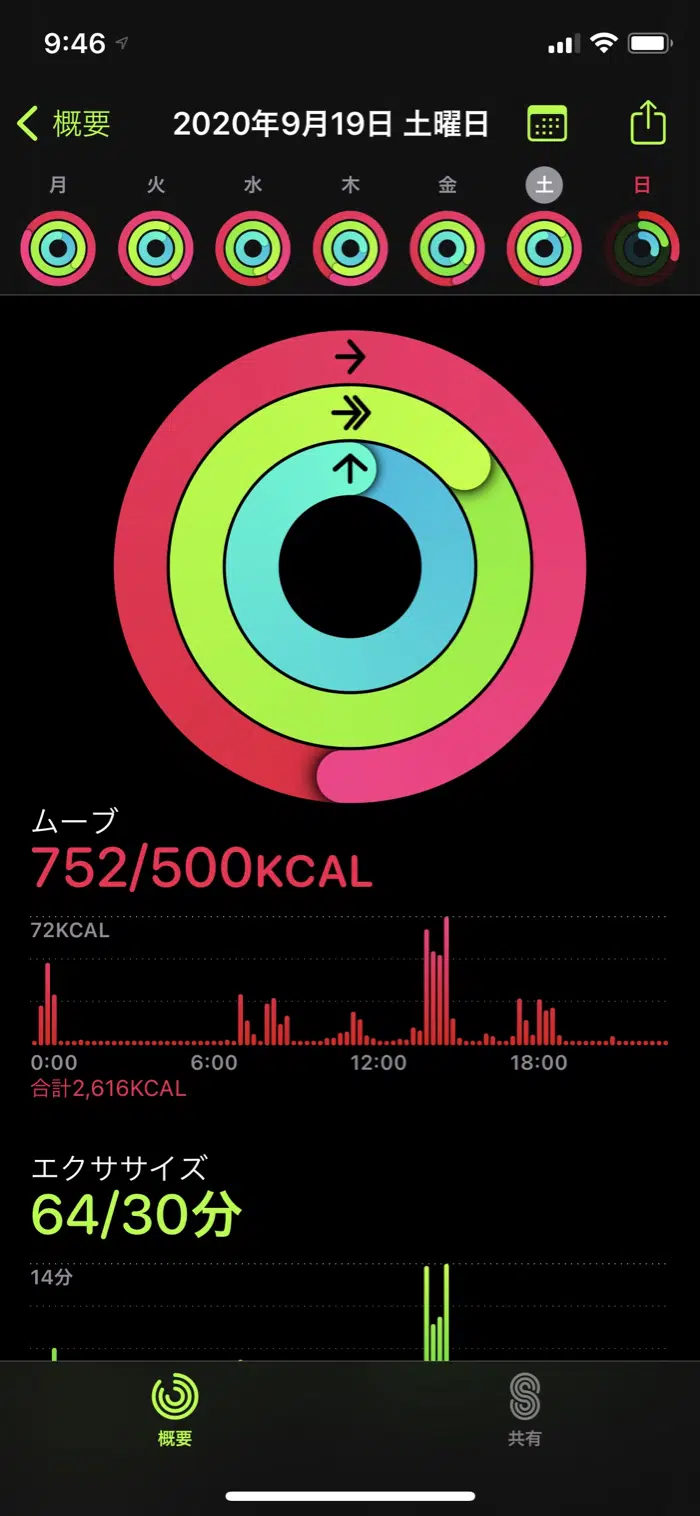 9:46
概要 2020年9月19日 土曜日
月 火 水 木 金 土 日
ムーブ
752/500KCAL
72KCAL
0:00 6:00 12:00 18:00
合計2,616KCAL
エクササイズ
64/30分
14分
概要 共有